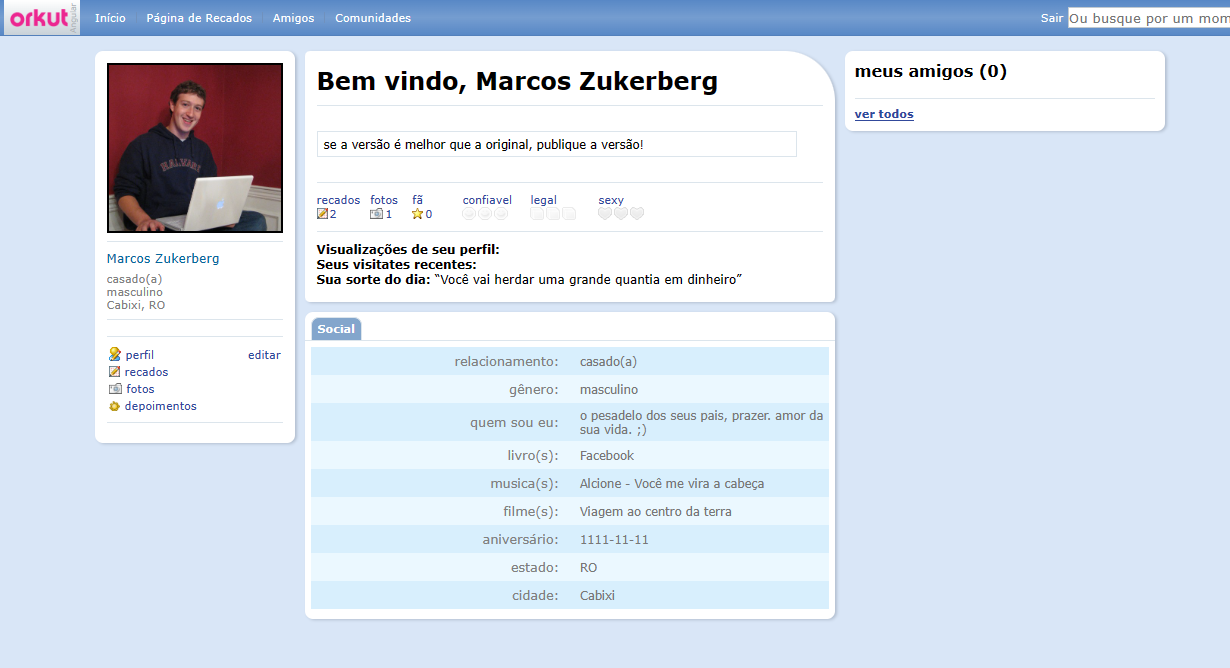 orkut
Angular
Início Página de Recados Amigos Comunidades
Sair Ou busque por um mom
HARVARD
Marcos Zukerberg
casado(a)
masculino
Cabixi, RO
perfil editar
recados
fotos
depoimentos
Bem vindo, Marcos Zukerberg
se a versão é melhor que a original, publique a versão!
recados fotos fã confiavel legal sexy
2 1 0
Visualizações de seu perfil:
Seus visitates recentes:
Sua sorte do dia: “Você vai herdar uma grande quantia em dinheiro”
Social
relacionamento: casado(a)
gênero: masculino
quem sou eu: o pesadelo dos seus pais, prazer. amor da
sua vida. ;)
livro(s): Facebook
musica(s): Alcione - Você me vira a cabeça
filme(s): Viagem ao centro da terra
aniversário: 1111-11-11
estado: RO
cidade: Cabixi
meus amigos (0)
ver todos